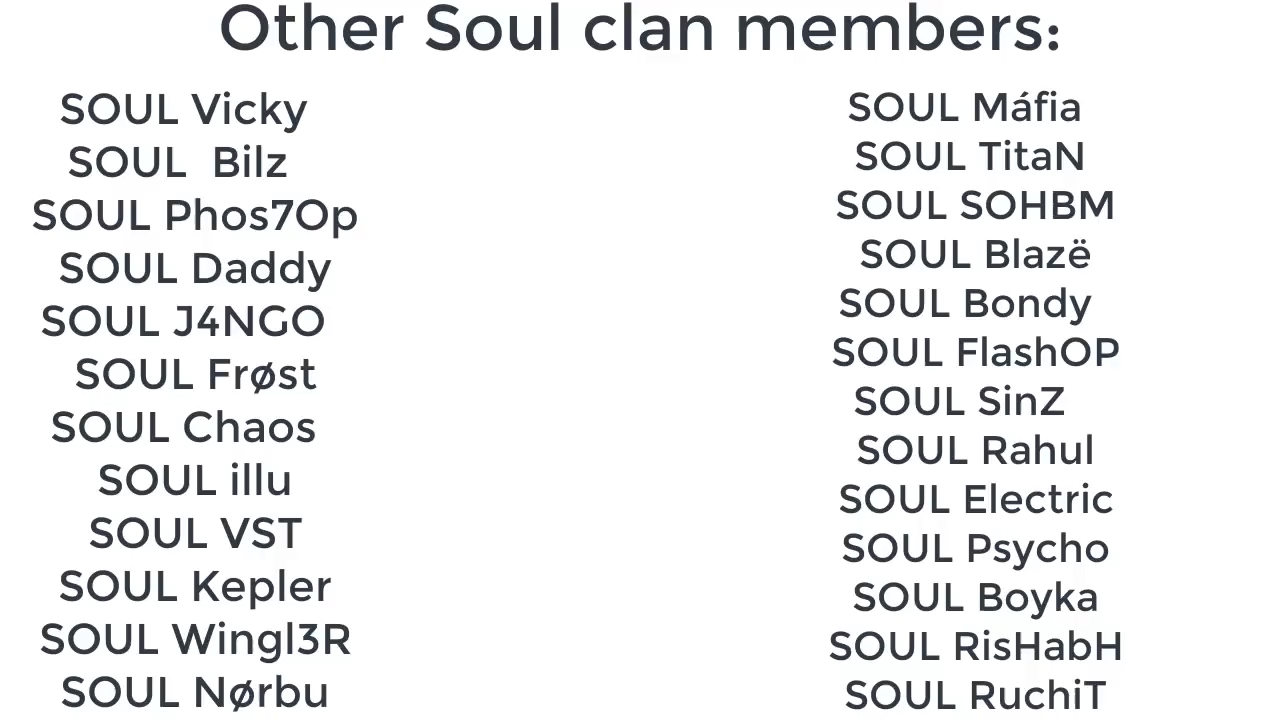 Other Soul clan members:
SOUL Vicky
SOUL  Bilz
SOUL Phos7Op
SOUL Daddy
SOUL J4NGO
SOUL Frøst
SOUL Chaos
SOUL illu
SOUL VST
SOUL Kepler
SOUL Wingl3R
SOUL Nørbu
SOUL Máfia
SOUL TitaN
SOUL SOHBM
SOUL Blazë
SOUL Bondy
SOUL FlashOP
SOUL SinZ
SOUL Rahul
SOUL Electric
SOUL Psycho
SOUL Boyka
SOUL RisHabH
SOUL RuchiT